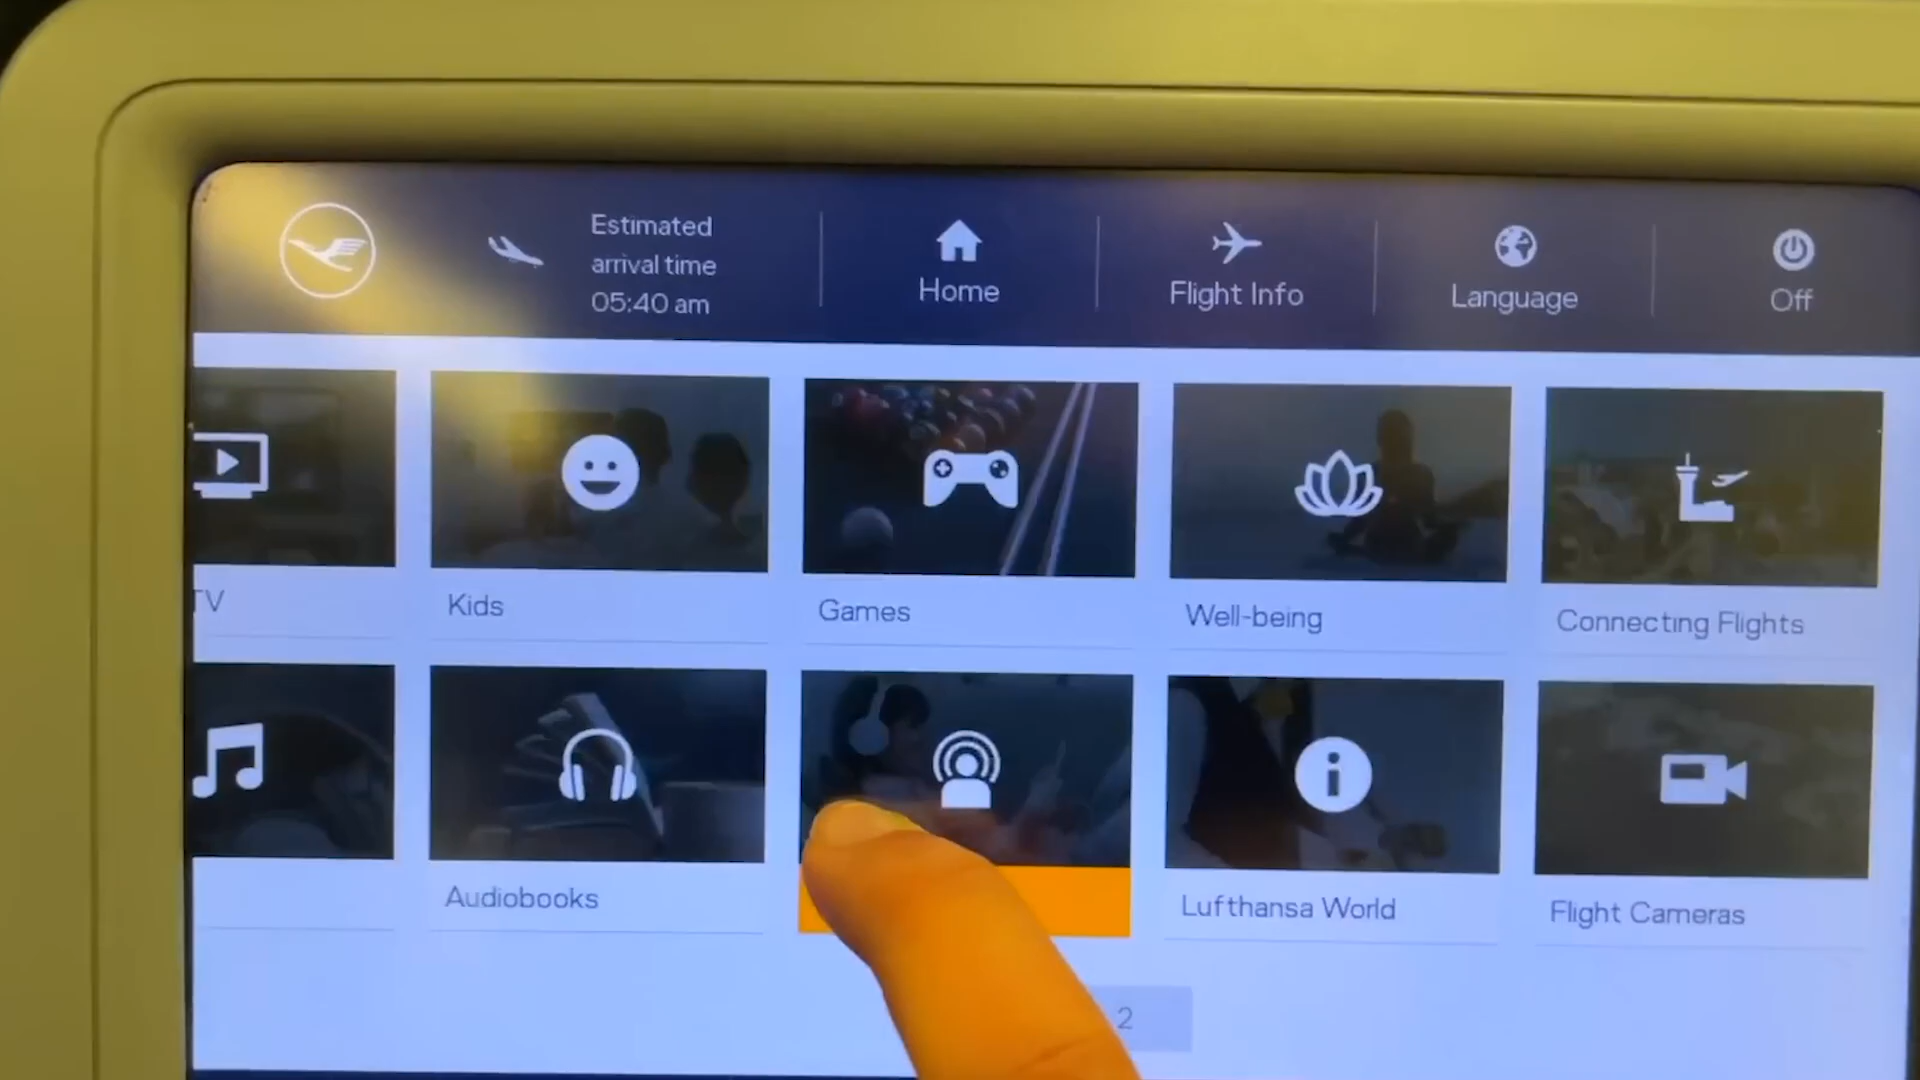 Estimated
arrival time
05:40 am
Home
Flight Info
Language
Off
TV
Kids
Games
Well-being
Connecting Flights
Audiobooks
Lufthansa World
Flight Cameras
2